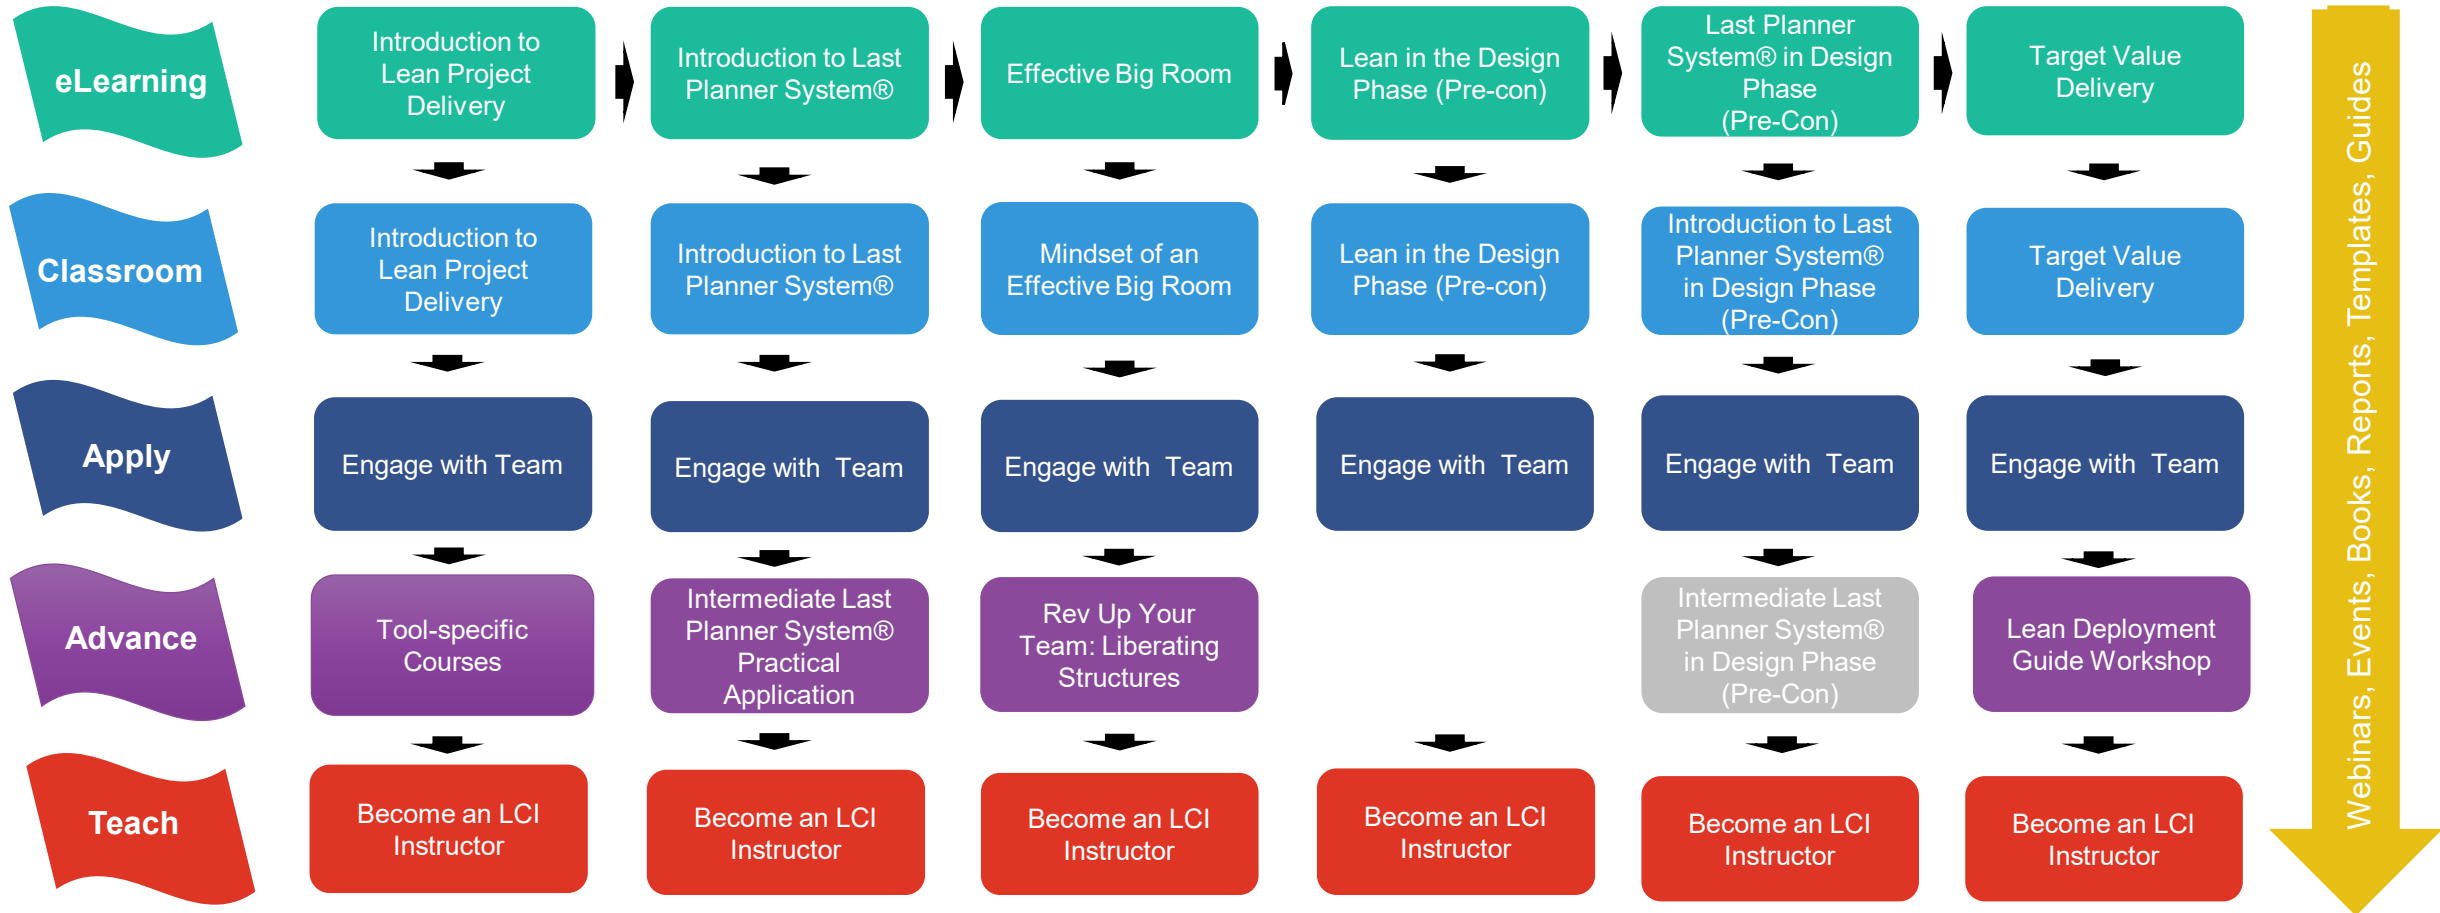 eLearning
Introduction to
Lean Project
Delivery
Introduction to Last
Planner System®
Effective Big Room
Lean in the Design
Phase (Pre-con)
Last Planner
System® in Design
Phase
(Pre-Con)
Target Value
Delivery
Classroom
Introduction to
Lean Project
Delivery
Introduction to Last
Planner System®
Mindset of an
Effective Big Room
Lean in the Design
Phase (Pre-con)
Introduction to Last
Planner System®
in Design Phase
(Pre-Con)
Target Value
Delivery
Apply
Engage with Team
Engage with  Team
Engage with  Team
Engage with  Team
Engage with  Team
Engage with  Team
Advance
Tool-specific
Courses
Intermediate Last
Planner System®
Practical
Application
Rev Up Your
Team: Liberating
Structures
Intermediate Last
Planner System®
in Design Phase
(Pre-Con)
Lean Deployment
Guide Workshop
Teach
Become an LCI
Instructor
Become an LCI
Instructor
Become an LCI
Instructor
Become an LCI
Instructor
Become an LCI
Instructor
Become an LCI
Instructor
Webinars, Events, Books, Reports, Templates, Guides